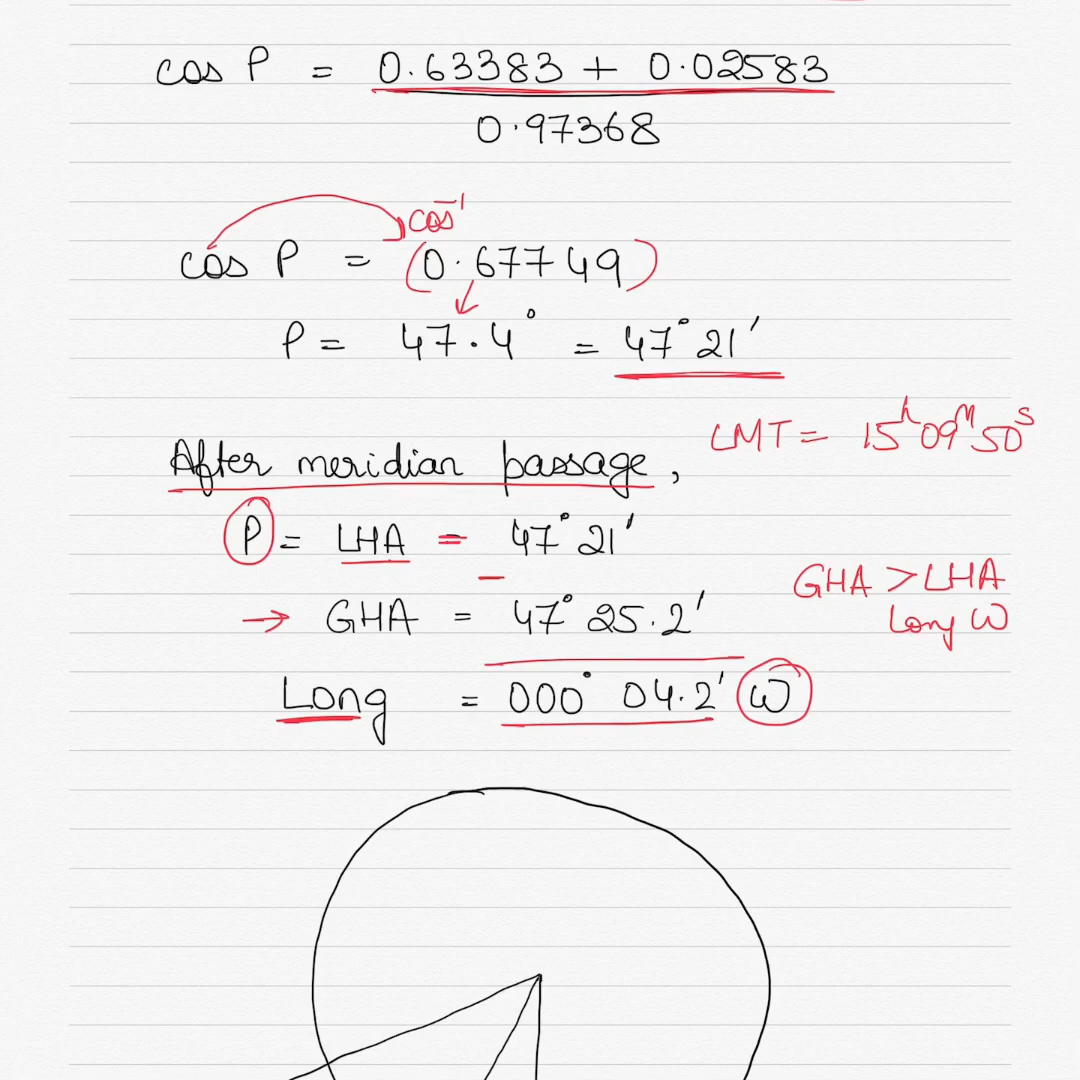 cos P = 0.63383 + 0.02583
0.97368
cos⁻¹
cos P = (0.67749)
P = 47.4° = 47° 21'
LMT = 15ʰ 09ᴹ 50ˢ
After meridian passage,
P = LHA = 47° 21'
GHA > LHA
→ GHA = 47° 25.2'
Long W
Long = 000° 04.2' W